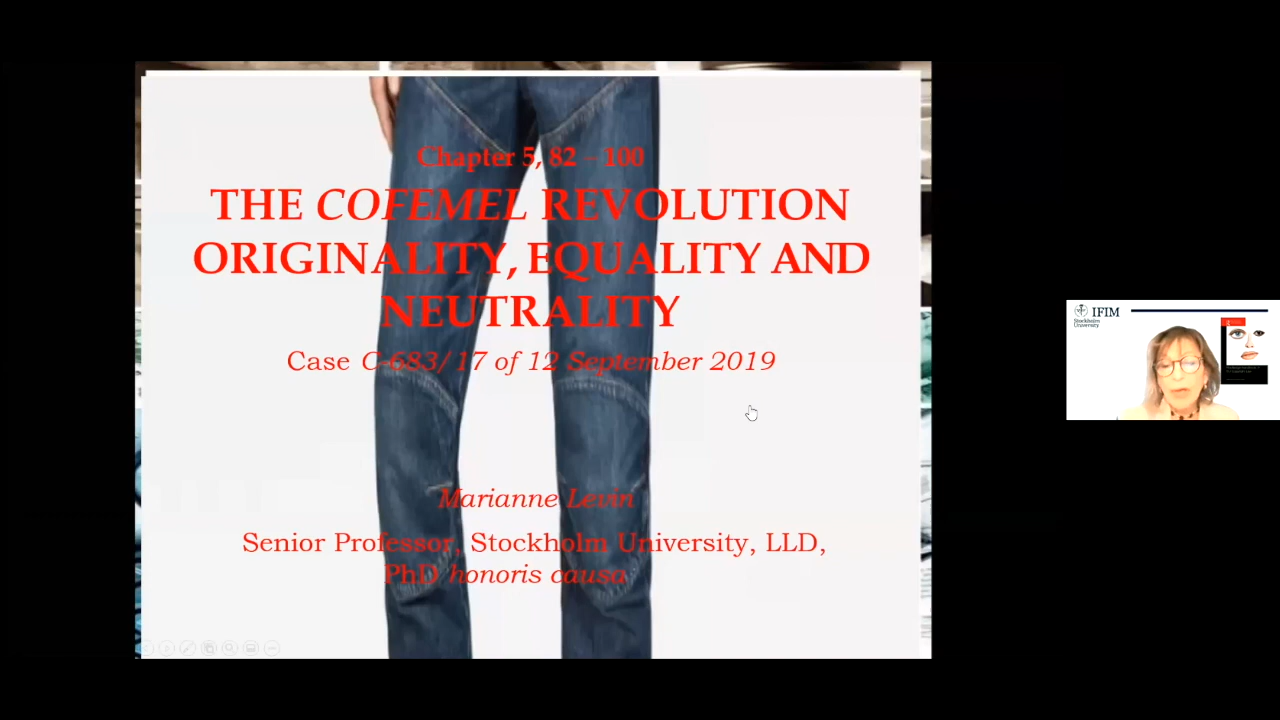 Chapter 5, 82 – 100
THE COFEMEL REVOLUTION
ORIGINALITY, EQUALITY AND
NEUTRALITY
Case C-683/17 of 12 September 2019
Marianne Levin
Senior Professor, Stockholm University, LLD,
PhD honoris causa
IFIM
Stockholm
University